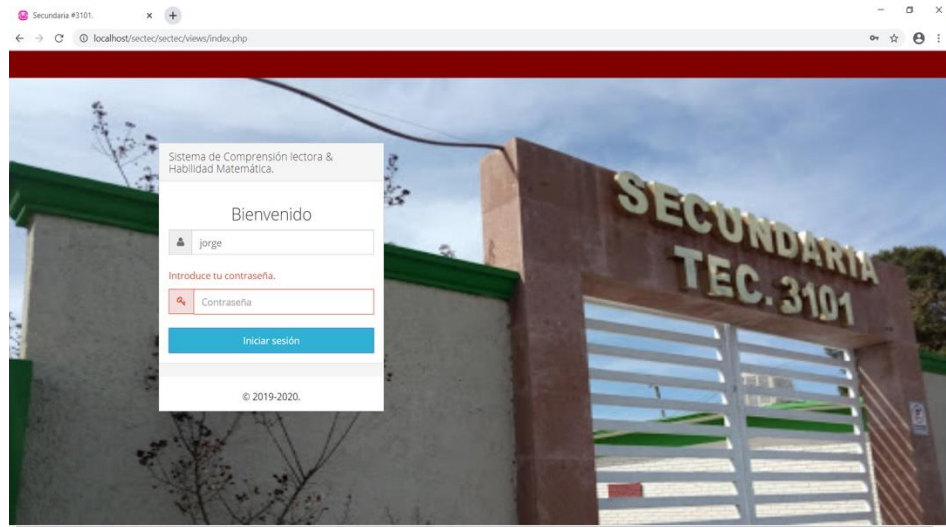 Secundaria #3101.
localhost/sectec/sectec/views/index.php
Sistema de Comprensión lectora &
Habilidad Matemática.
Bienvenido
jorge
Introduce tu contraseña.
Contraseña
Iniciar sesión
© 2019-2020.
SECUNDARIA
TEC. 3101